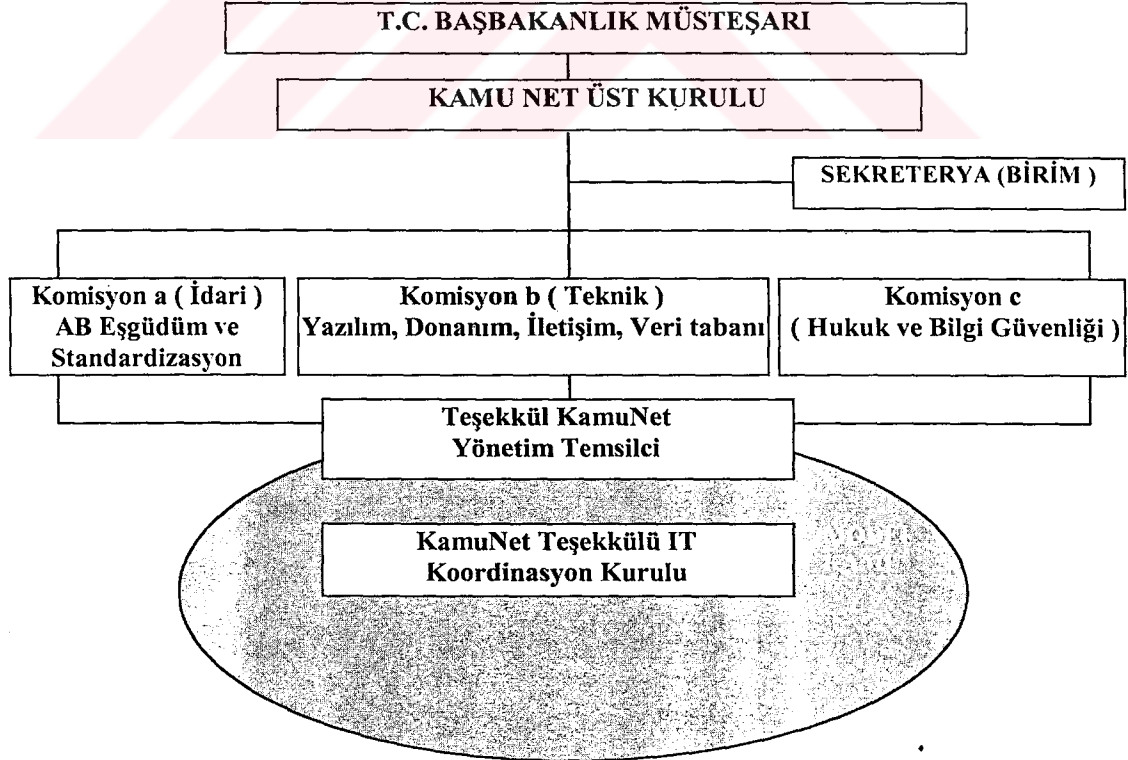 T.C. BAŞBAKANLIK MÜSTEŞARI
KAMU NET ÜST KURULU
SEKRETERYA (BİRİM )
Komisyon a ( İdari )
AB Eşgüdüm ve
Standardizasyon
Komisyon b ( Teknik )
Yazılım, Donanım, İletişim, Veri tabanı
Komisyon c
( Hukuk ve Bilgi Güvenliği )
Teşekkül KamuNet
Yönetim Temsilci
KamuNet Teşekkülü IT
Koordinasyon Kurulu